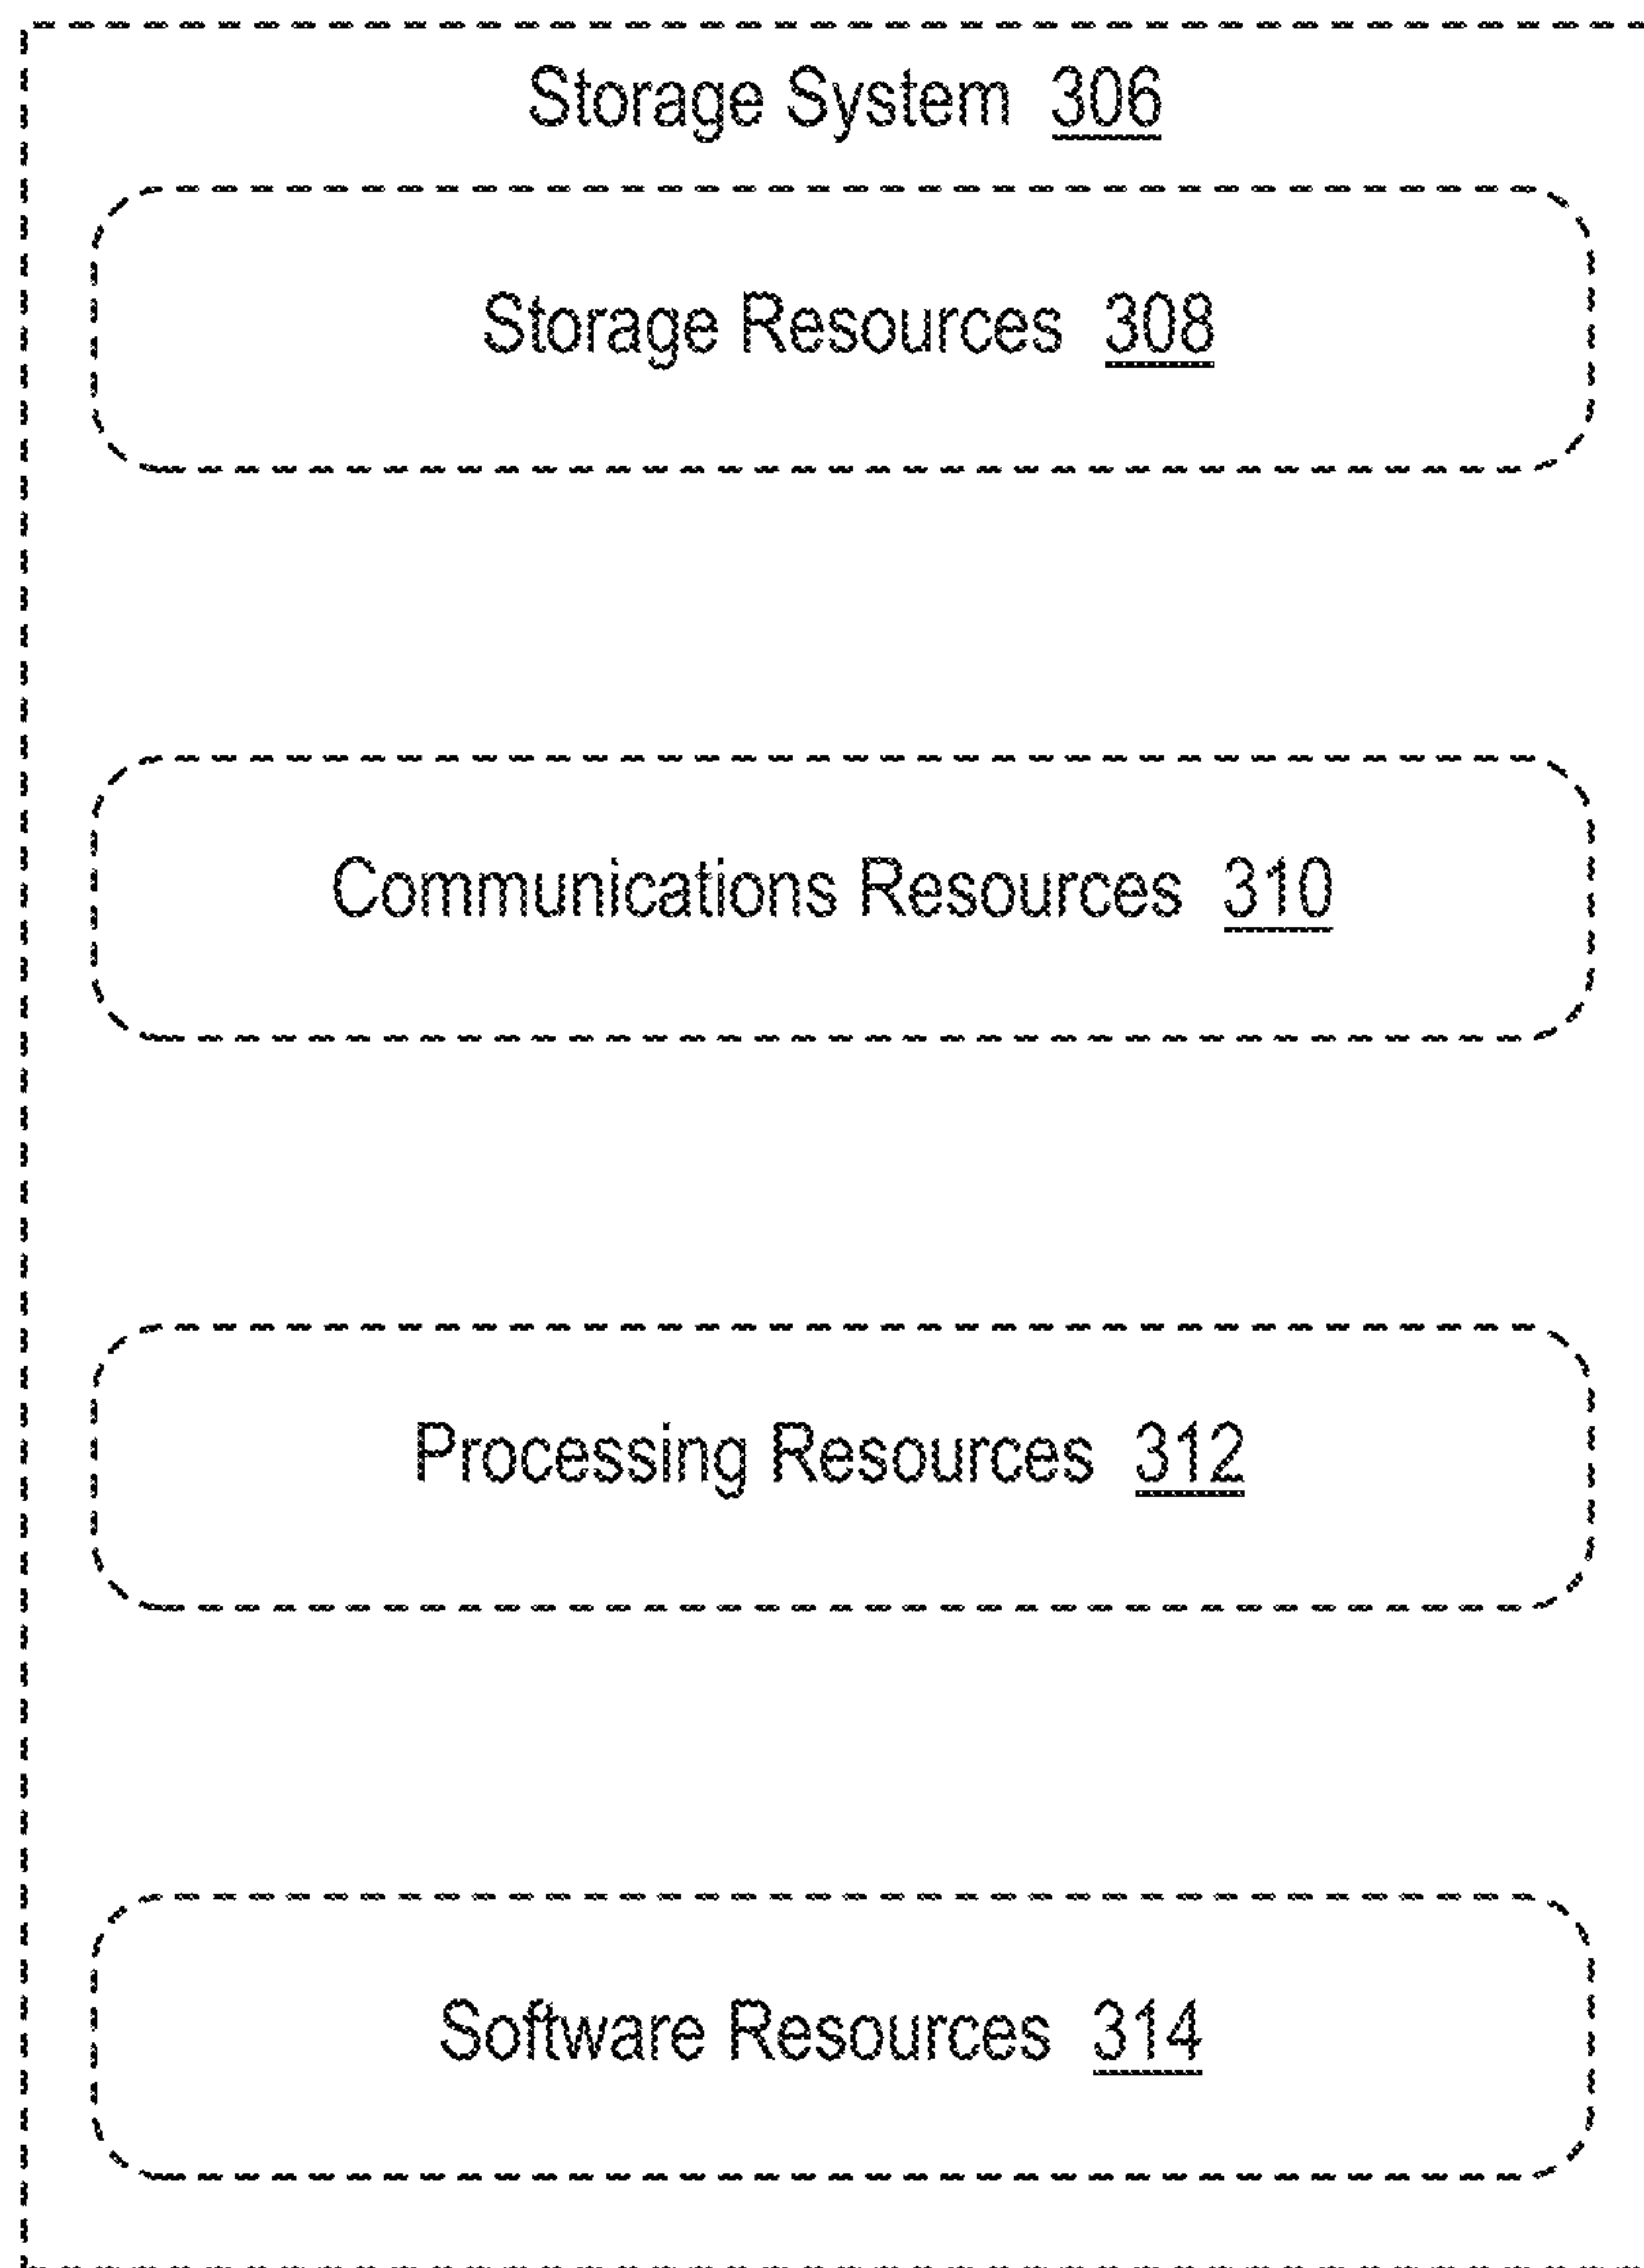 Storage System 306
Storage Resources 308
Communications Resources 310
Processing Resources 312
Software Resources 314